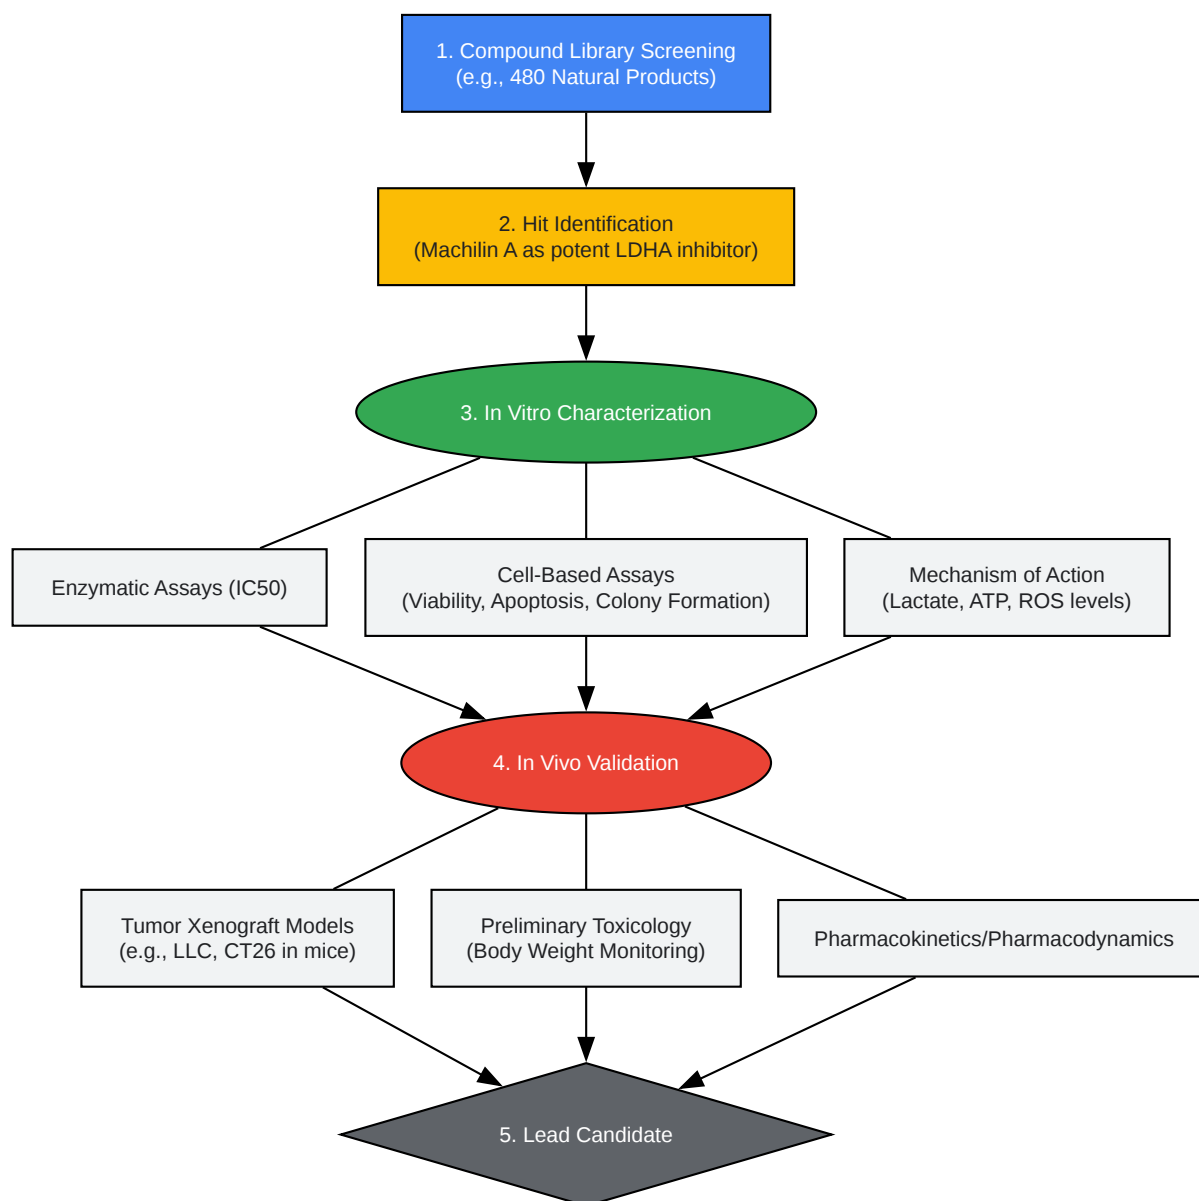 1. Compound Library Screening
(e.g., 480 Natural Products)
2. Hit Identification
(Machilin A as potent LDHA inhibitor)
3. In Vitro Characterization
Enzymatic Assays (IC50)
Cell-Based Assays
(Viability, Apoptosis, Colony Formation)
Mechanism of Action
(Lactate, ATP, ROS levels)
4. In Vivo Validation
Tumor Xenograft Models
(e.g., LLC, CT26 in mice)
Preliminary Toxicology
(Body Weight Monitoring)
Pharmacokinetics/Pharmacodynamics
5. Lead Candidate